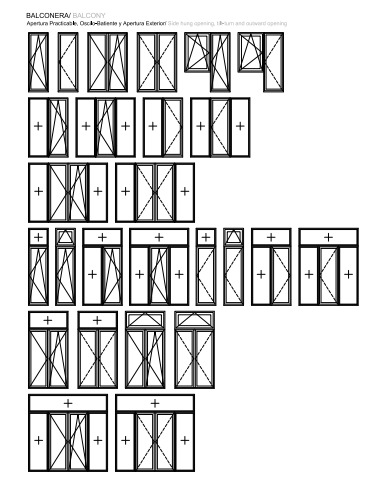 BALCONERA/ BALCONY
Apertura Practicable, Oscilo-Batiente y Apertura Exterior/ Side hung opening, tilt-turn and outward opening